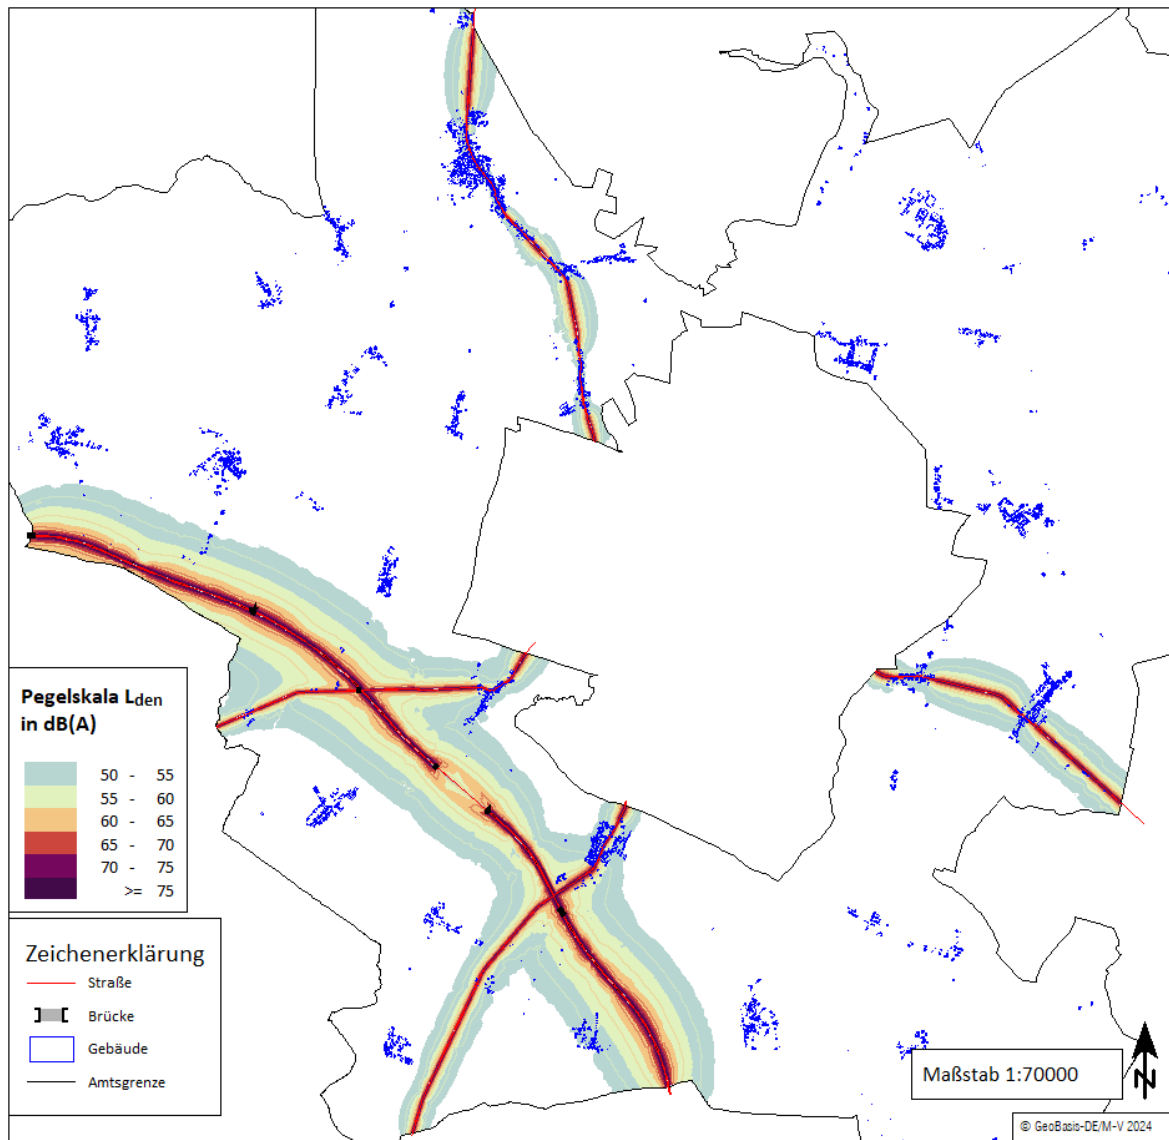 Pegelskala Lden
in dB(A)
50 - 55
55 - 60
60 - 65
65 - 70
70 - 75
>= 75
Zeichenerklärung
Straße
Brücke
Gebäude
Amtsgrenze
Maßstab 1:70000
N
© GeoBasis-DE/M-V 2024